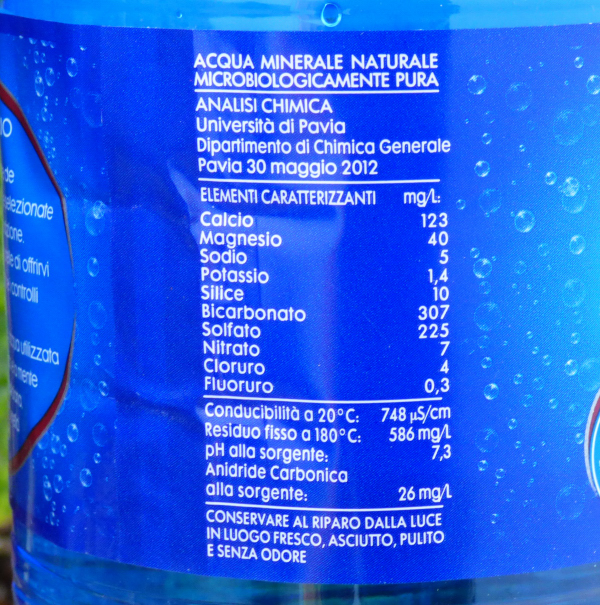 ACQUA MINERALE NATURALE
MICROBIOLOGICAMENTE PURA
ANALISI CHIMICA
Università di Pavia
Dipartimento di Chimica Generale
Pavia 30 maggio 2012
ELEMENTI CARATTERIZZANTI mg/L:
Calcio 123
Magnesio 40
Sodio 5
Potassio 1,4
Silice 10
Bicarbonato 307
Solfato 225
Nitrato 7
Cloruro 4
Fluoruro 0,3
Conducibilità a 20°C: 748 µS/cm
Residuo fisso a 180°C: 586 mg/L
pH alla sorgente: 7,3
Anidride Carbonica
alla sorgente: 26 mg/L
CONSERVARE AL RIPARO DALLA LUCE
IN LUOGO FRESCO, ASCIUTTO, PULITO
E SENZA ODORE
di offrirvi
controlli